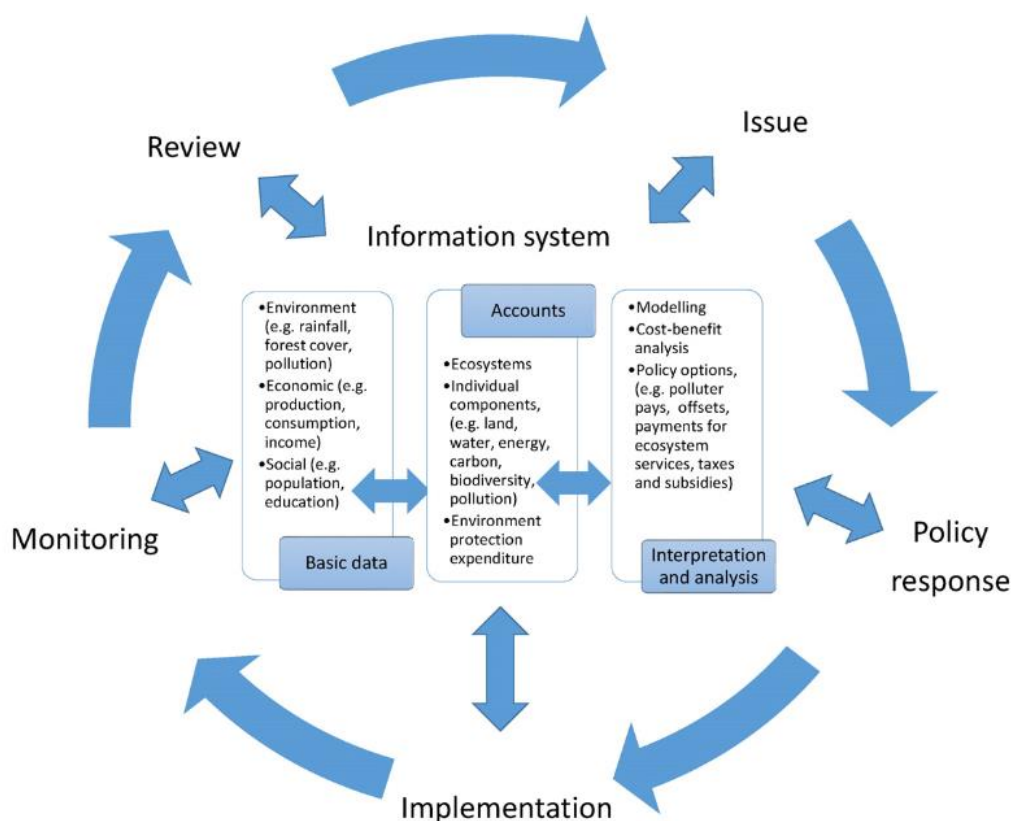 Review
Issue
Information system
•Environment
(e.g. rainfall,
forest cover,
pollution)
•Economic (e.g.
production,
consumption,
income)
•Social (e.g.
population,
education)
Basic data
Accounts
•Ecosystems
•Individual
components,
(e.g. land,
water, energy,
carbon,
biodiversity,
pollution)
•Environment
protection
expenditure
•Modelling
•Cost-benefit
analysis
•Policy options,
(e.g. polluter
pays, offsets,
payments for
ecosystem
services, taxes
and subsidies)
Interpretation
and analysis
Monitoring
Policy
response
Implementation